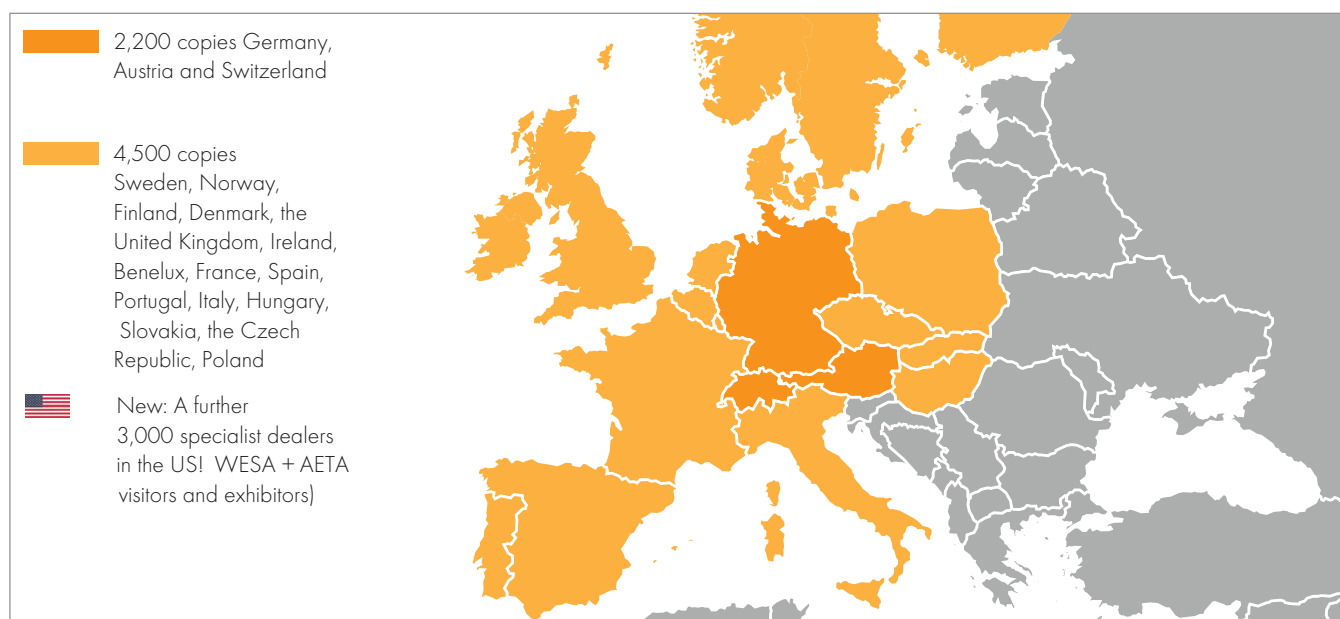 2,200 copies Germany,
Austria and Switzerland
4,500 copies
Sweden, Norway,
Finland, Denmark, the
United Kingdom, Ireland,
Benelux, France, Spain,
Portugal, Italy, Hungary,
Slovakia, the Czech
Republic, Poland
New: A further
3,000 specialist dealers
in the US! WESA + AETA
visitors and exhibitors)